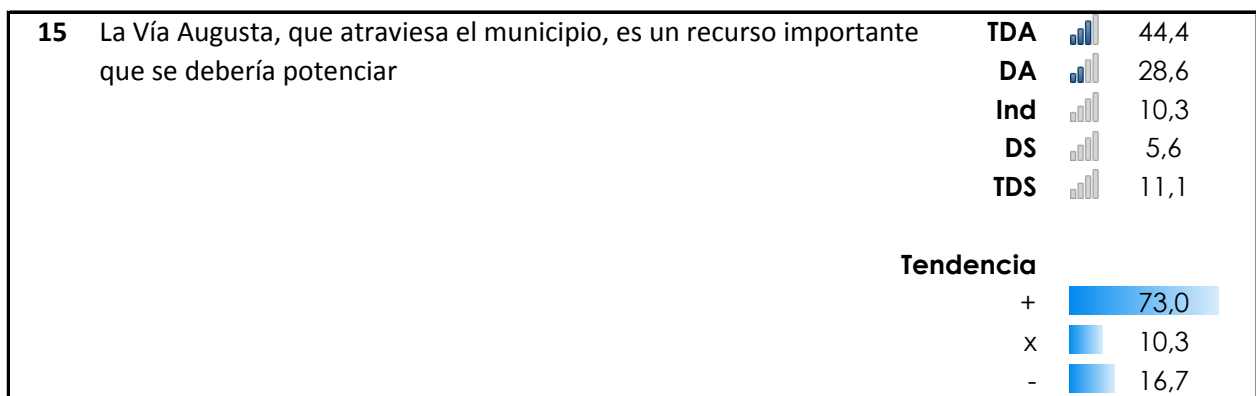 15 La Vía Augusta, que atraviesa el municipio, es un recurso importante TDA 44,4
que se debería potenciar DA 28,6
Ind 10,3
DS 5,6
TDS 11,1
Tendencia
+ 73,0
x 10,3
- 16,7